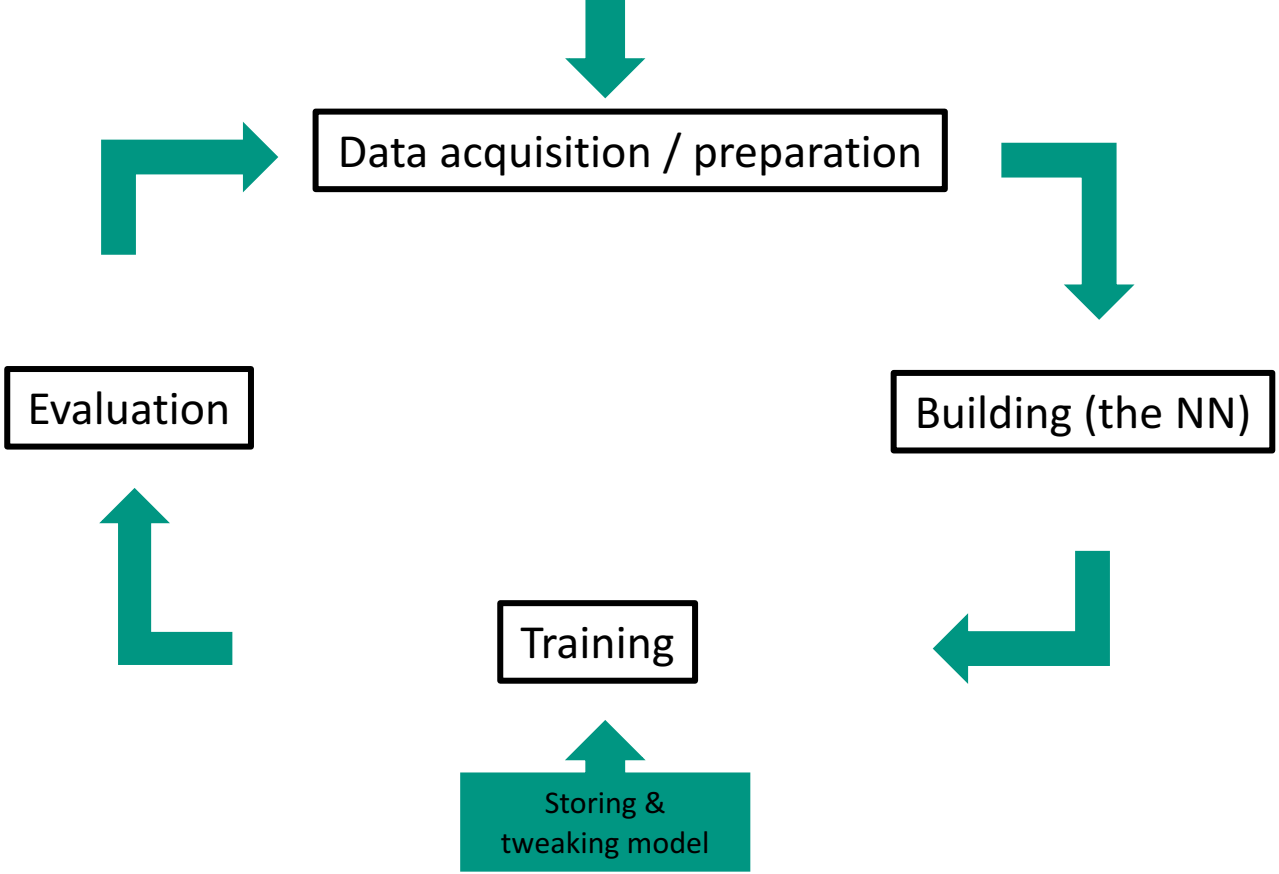 Data acquisition / preparation
Evaluation
Building (the NN)
Training
Storing &
tweaking model